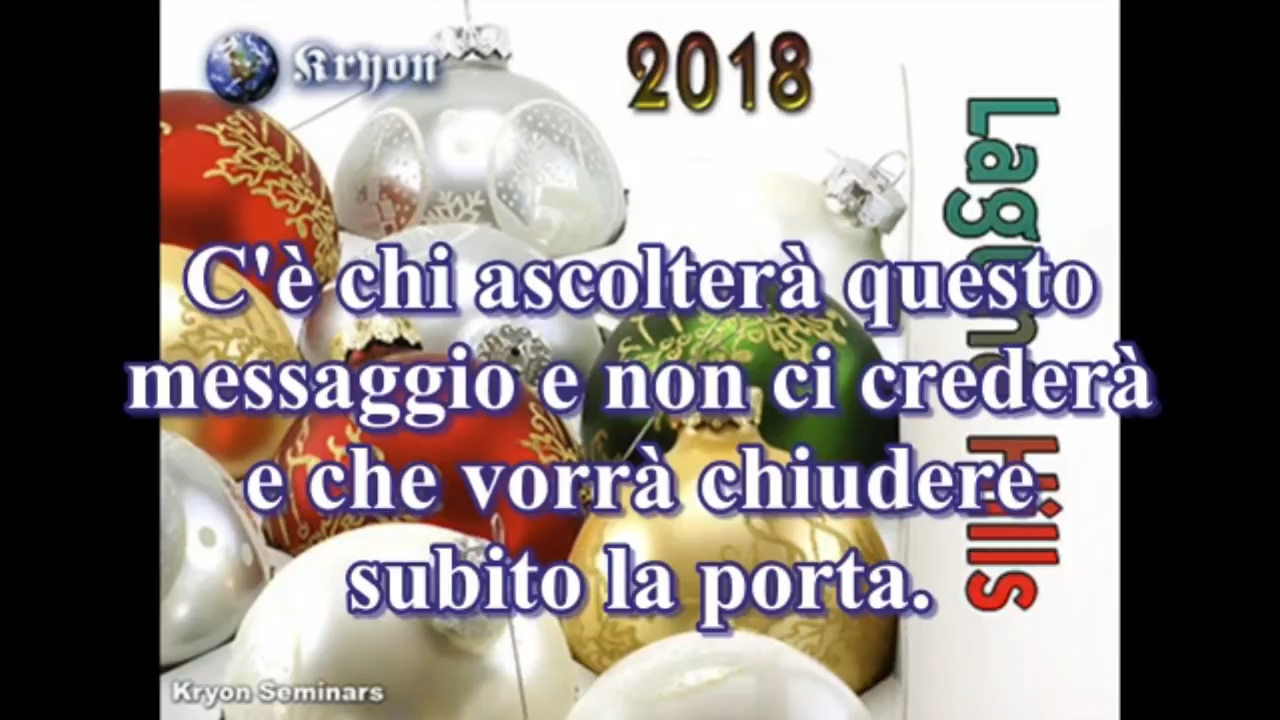 Kryon
2018
Laguna Hills
C'è chi ascolterà questo
messaggio e non ci crederà
e che vorrà chiudere
subito la porta.
Kryon Seminars